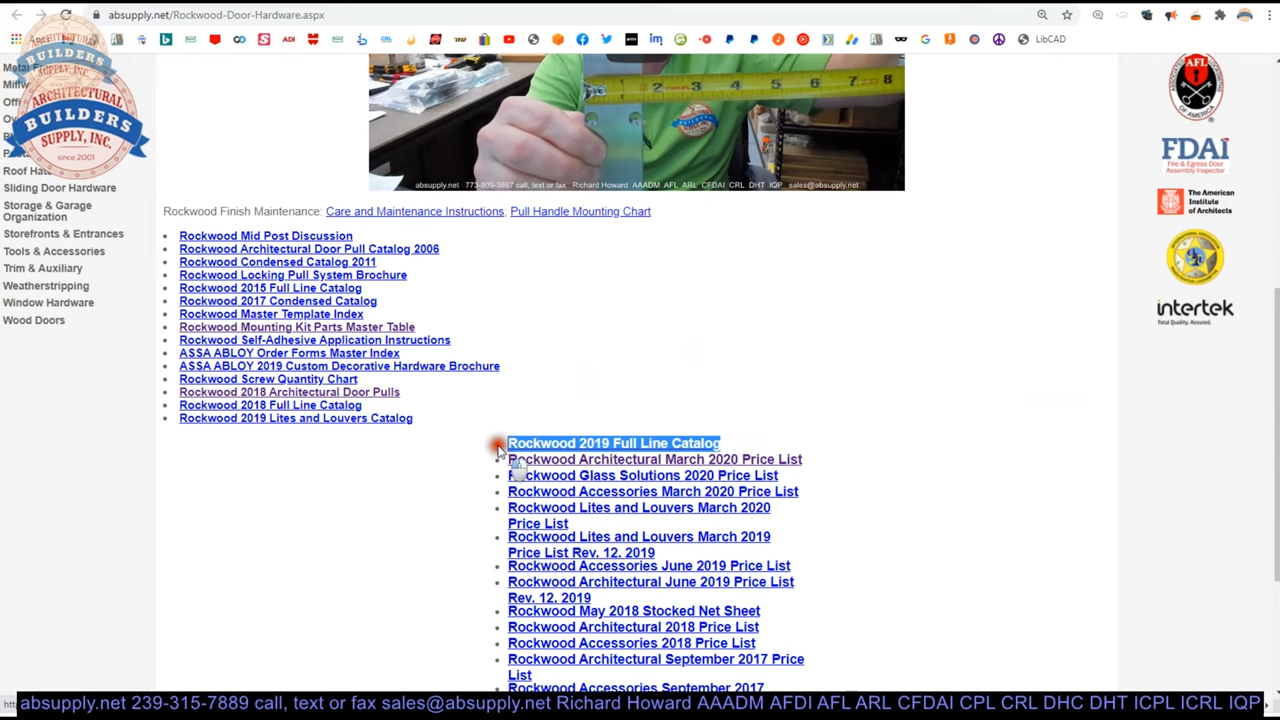 absupply.net/Rockwood-Door-Hardware.aspx
LibCAD
ARCHITECTURAL
BUILDERS
SUPPLY, INC.
since 2001
Sliding Door Hardware
Storage & Garage
Organization
Storefronts & Entrances
Tools & Accessories
Trim & Auxiliary
Weatherstripping
Window Hardware
Wood Doors
2 3 4 5 6 7 8
absupply.net 773-809-3667 call, text or fax Richard Howard AAADM AFL ARL CFDAI CRL DHT IQP sales@absupply.net
Rockwood Finish Maintenance: Care and Maintenance Instructions; Pull Handle Mounting Chart
Rockwood Mid Post Discussion
Rockwood Architectural Door Pull Catalog 2006
Rockwood Condensed Catalog 2011
Rockwood Locking Pull System Brochure
Rockwood 2015 Full Line Catalog
Rockwood 2017 Condensed Catalog
Rockwood Master Template Index
Rockwood Mounting Kit Parts Master Table
Rockwood Self-Adhesive Application Instructions
ASSA ABLOY Order Forms Master Index
ASSA ABLOY 2019 Custom Decorative Hardware Brochure
Rockwood Screw Quantity Chart
Rockwood 2018 Architectural Door Pulls
Rockwood 2018 Full Line Catalog
Rockwood 2019 Lites and Louvers Catalog
Rockwood 2019 Full Line Catalog
Rockwood Architectural March 2020 Price List
Rockwood Glass Solutions 2020 Price List
Rockwood Accessories March 2020 Price List
Rockwood Lites and Louvers March 2020
Price List
Rockwood Lites and Louvers March 2019
Price List Rev. 12. 2019
Rockwood Accessories June 2019 Price List
Rockwood Architectural June 2019 Price List
Rev. 12. 2019
Rockwood May 2018 Stocked Net Sheet
Rockwood Architectural 2018 Price List
Rockwood Accessories 2018 Price List
Rockwood Architectural September 2017 Price
List
Rockwood Accessories September 2017
AFL
FDAI
Fire & Egress Door
Assembly Inspector
The American
Institute
of Architects
intertek
Total Quality. Assured.
absupply.net 239-315-7889 call, text or fax sales@absupply.net Richard Howard AAADM AFDI AFL ARL CFDAI CPL CRL DHC DHT ICPL ICRL IQP